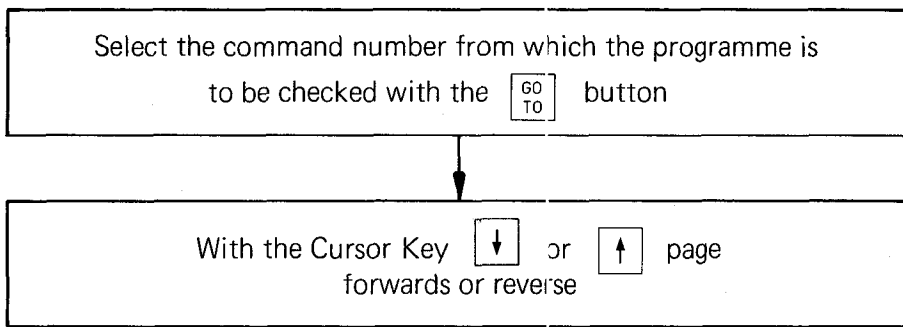 Select the command number from which the programme is
to be checked with the GO TO button
With the Cursor Key ↓ or ↑ page
forwards or reverse